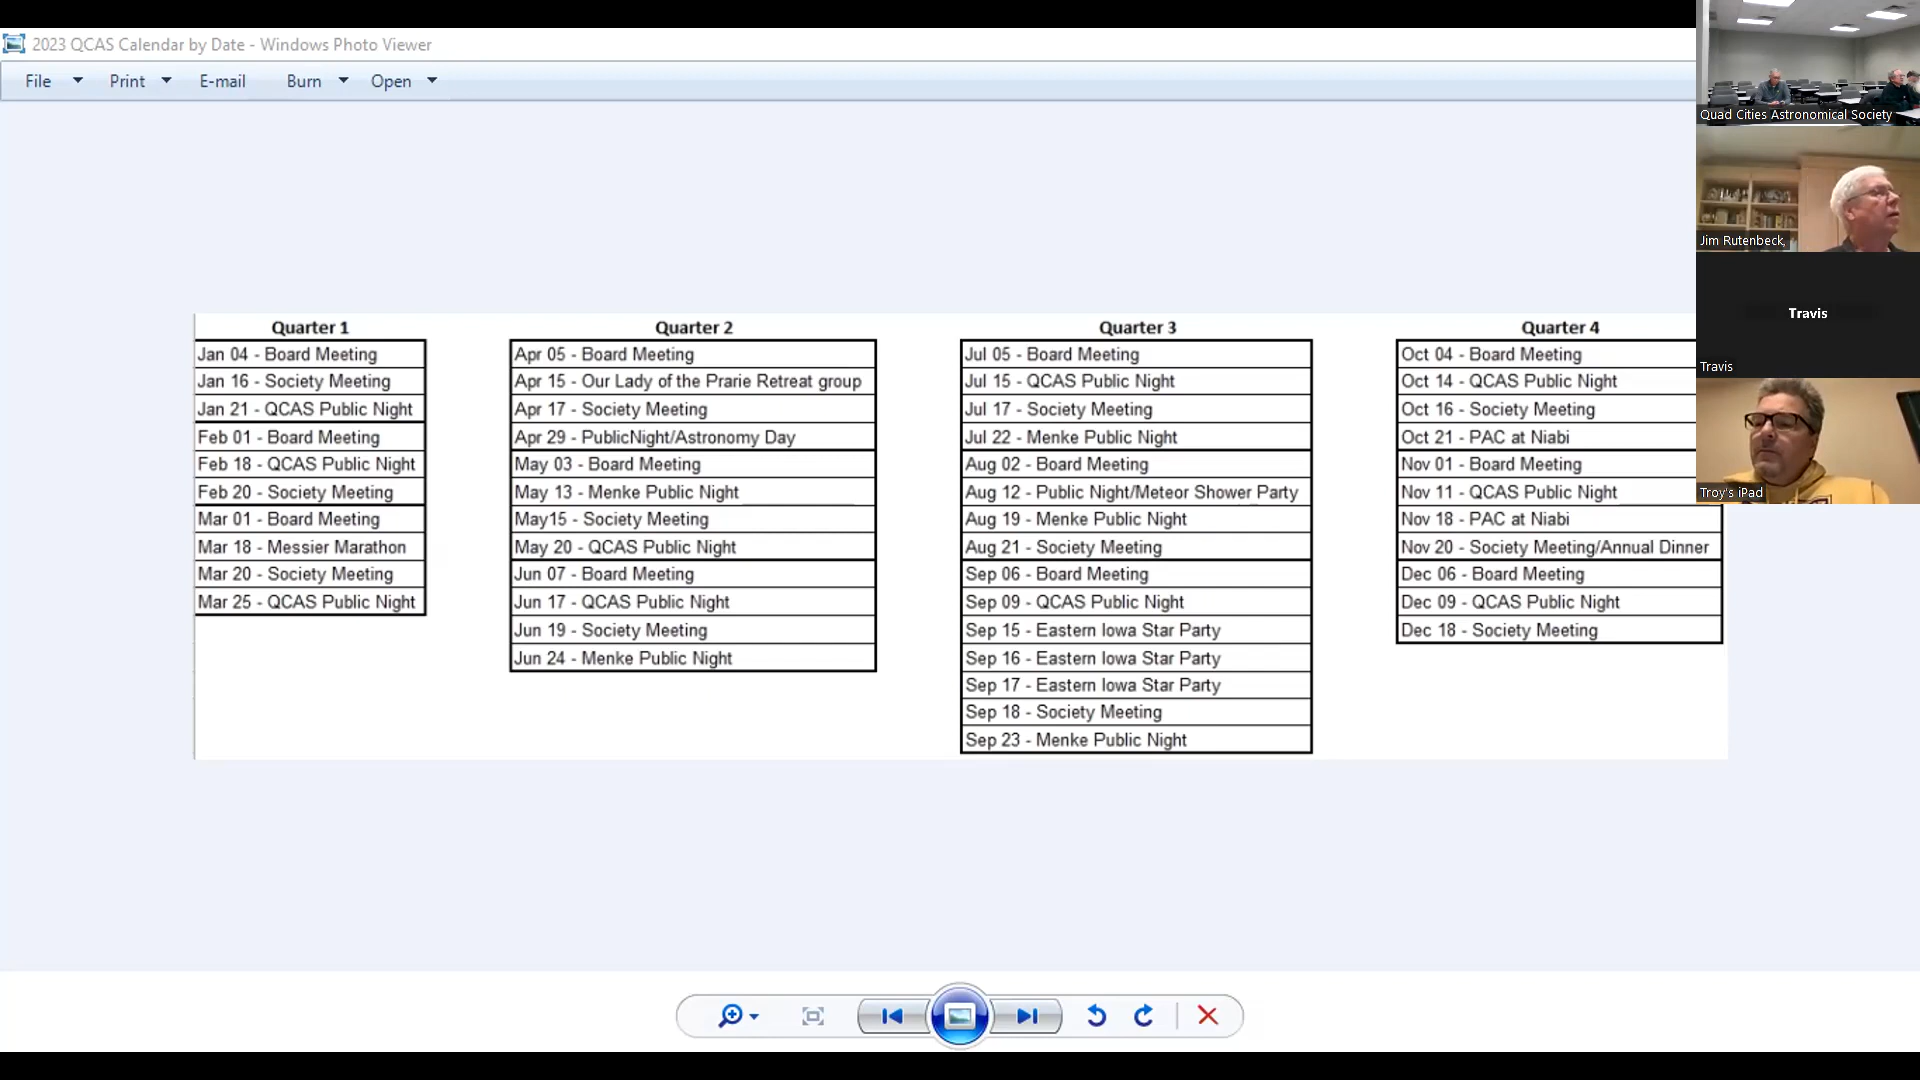 2023 QCAS Calendar by Date - Windows Photo Viewer
File Print E-mail Burn Open
Quarter 1
Jan 04 - Board Meeting
Jan 16 - Society Meeting
Jan 21 - QCAS Public Night
Feb 01 - Board Meeting
Feb 18 - QCAS Public Night
Feb 20 - Society Meeting
Mar 01 - Board Meeting
Mar 18 - Messier Marathon
Mar 20 - Society Meeting
Mar 25 - QCAS Public Night
Quarter 2
Apr 05 - Board Meeting
Apr 15 - Our Lady of the Prarie Retreat group
Apr 17 - Society Meeting
Apr 29 - PublicNight/Astronomy Day
May 03 - Board Meeting
May 13 - Menke Public Night
May15 - Society Meeting
May 20 - QCAS Public Night
Jun 07 - Board Meeting
Jun 17 - QCAS Public Night
Jun 19 - Society Meeting
Jun 24 - Menke Public Night
Quarter 3
Jul 05 - Board Meeting
Jul 15 - QCAS Public Night
Jul 17 - Society Meeting
Jul 22 - Menke Public Night
Aug 02 - Board Meeting
Aug 12 - Public Night/Meteor Shower Party
Aug 19 - Menke Public Night
Aug 21 - Society Meeting
Sep 06 - Board Meeting
Sep 09 - QCAS Public Night
Sep 15 - Eastern Iowa Star Party
Sep 16 - Eastern Iowa Star Party
Sep 17 - Eastern Iowa Star Party
Sep 18 - Society Meeting
Sep 23 - Menke Public Night
Quarter 4
Oct 04 - Board Meeting
Oct 14 - QCAS Public Night
Oct 16 - Society Meeting
Oct 21 - PAC at Niabi
Nov 01 - Board Meeting
Nov 11 - QCAS Public Night
Nov 18 - PAC at Niabi
Nov 20 - Society Meeting/Annual Dinner
Dec 06 - Board Meeting
Dec 09 - QCAS Public Night
Dec 18 - Society Meeting
Quad Cities Astronomical Society
Jim Rutenbeck,
Travis
Travis
Troy's iPad